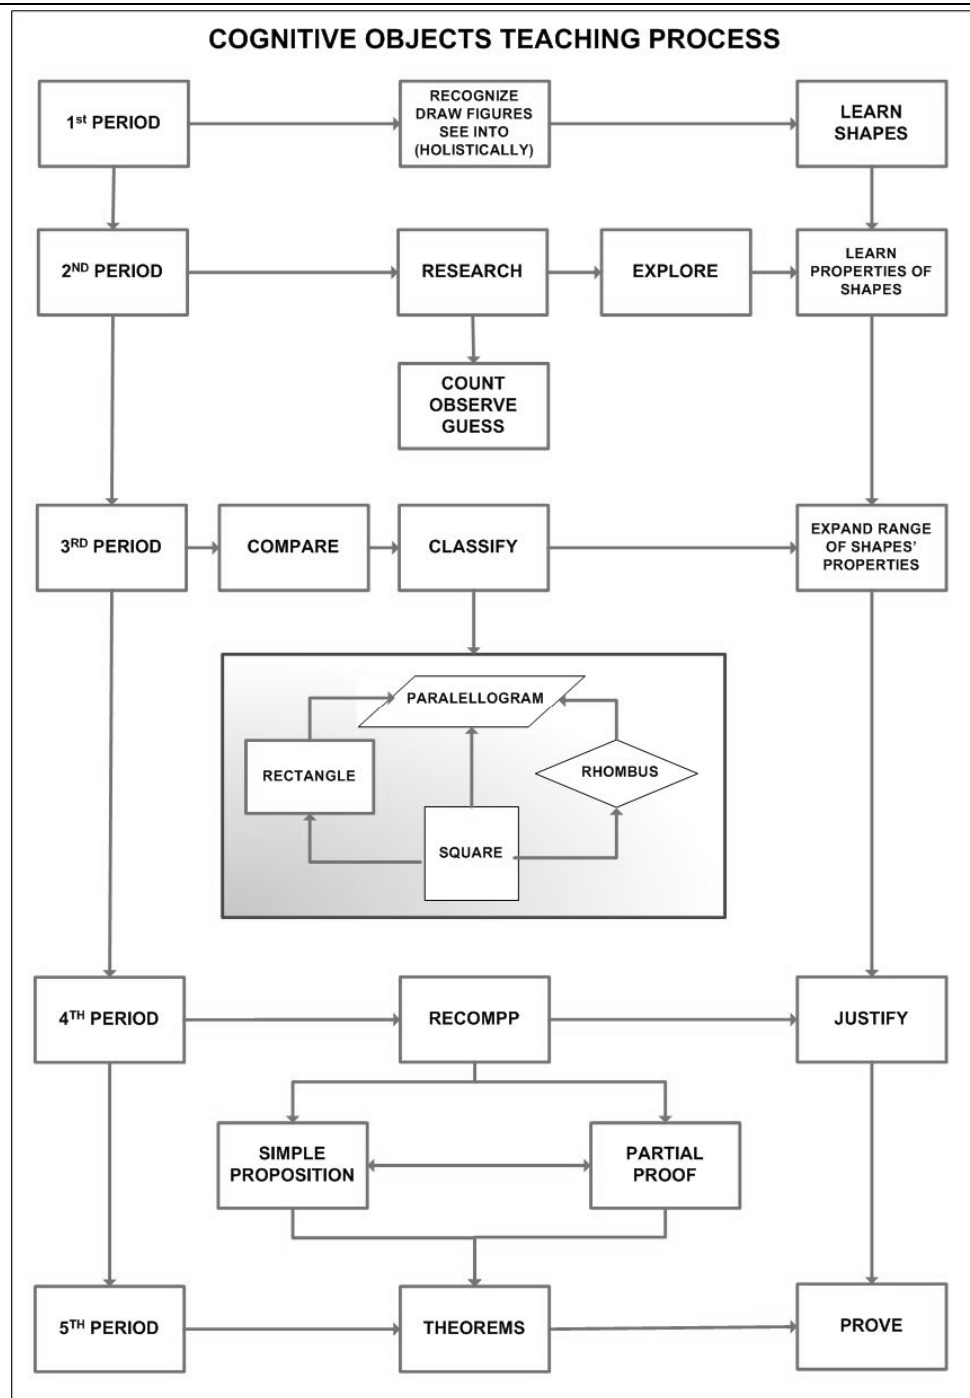 COGNITIVE OBJECTS TEACHING PROCESS
1st PERIOD
RECOGNIZE
DRAW FIGURES
SEE INTO
(HOLISTICALLY)
LEARN
SHAPES
2ND PERIOD
RESEARCH
EXPLORE
LEARN
PROPERTIES OF
SHAPES
COUNT
OBSERVE
GUESS
3RD PERIOD
COMPARE
CLASSIFY
EXPAND RANGE
OF SHAPES'
PROPERTIES
PARALELLOGRAM
RECTANGLE
RHOMBUS
SQUARE
4TH PERIOD
RECOMPP
JUSTIFY
SIMPLE
PROPOSITION
PARTIAL
PROOF
5TH PERIOD
THEOREMS
PROVE